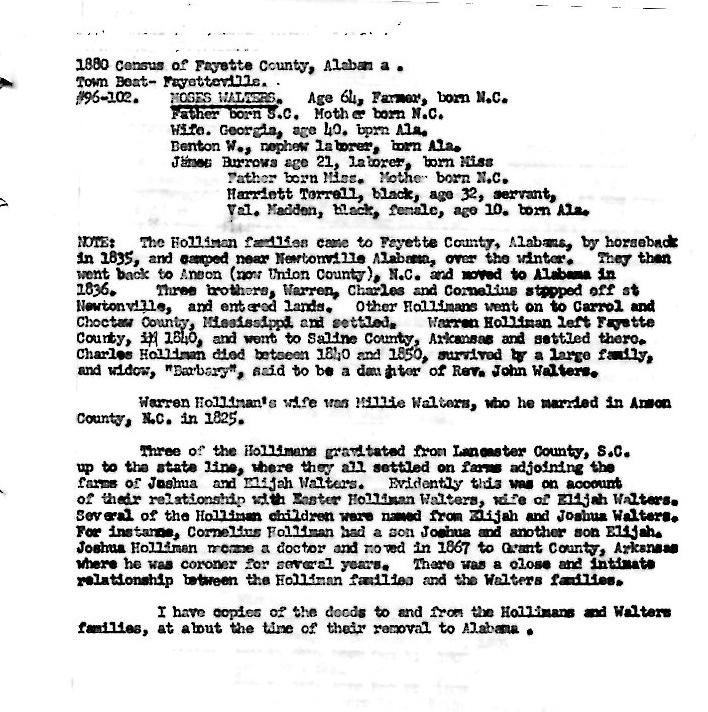 1880 Census of Fayette County, Alabam a .
Town Beat- Fayetteville. .
#96-102. MOSES WALTERS. Age 64, Farmer, born N.C.
Father born S.C. Mother born N.C.
Wife. Georgia, age 40. bprn Ala.
Benton W., nephew laborer, born Ala.
James Burrows age 21, laborer, born Miss
Father born Miss. Mother born N.C.
Harriett Terrell, black, age 32, servant,
Val. Madden, black, female, age 10. born Ala.
NOTE: The Holliman families came to Fayette County, Alabama, by horseback
in 1835, and camped near Newtonville Alabama, over the winter. They then
went back to Anson (now Union County), N.C. and moved to Alabama in
1836. Three brothers, Warren, Charles and Cornelius stopped off st
Newtonville, and entered lands. Other Hollimans went on to Carrol and
Choctaw County, Mississippi and settled. Warren Holliman left Fayette
County, in 1840, and went to Saline County, Arkansas and settled there.
Charles Holliman died between 1840 and 1850, survived by a large family,
and widow, "Barbary", said to be a daughter of Rev. John Walters.
Warren Holliman's wife was Millie Walters, who he married in Anson
County, N.C. in 1825.
Three of the Hollimans gravitated from Lancaster County, S.C.
up to the state line, where they all settled on farms adjoining the
farms of Joshua and Elijah Walters. Evidently this was on account
of their relationship with Easter Holliman Walters, wife of Elijah Walters.
Several of the Holliman children were named from Elijah and Joshua Walters.
For instanse, Cornelius Holliman had a son Joshua and another son Elijah.
Joshua Holliman a doctor and moved in 1867 to Grant County, Arkansas
where he was coroner for several years. There was a close and intimate
relationship between the Holliman families and the Walters families.
I have copies of the deeds to and from the Hollimans and Walters
families, at about the time of their removal to Alabama .